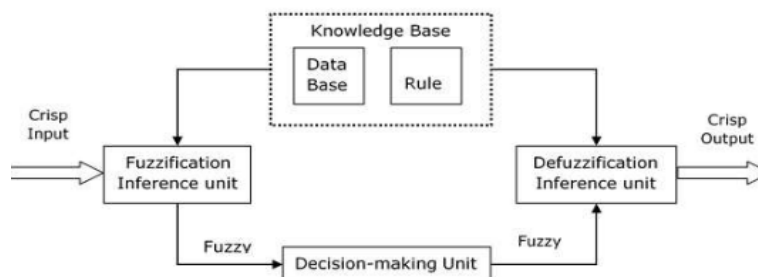 Knowledge Base
Data
Base
Rule
Crisp
Input
Crisp
Output
Fuzzification
Inference unit
Defuzzification
Inference unit
Fuzzy
Decision-making Unit
Fuzzy